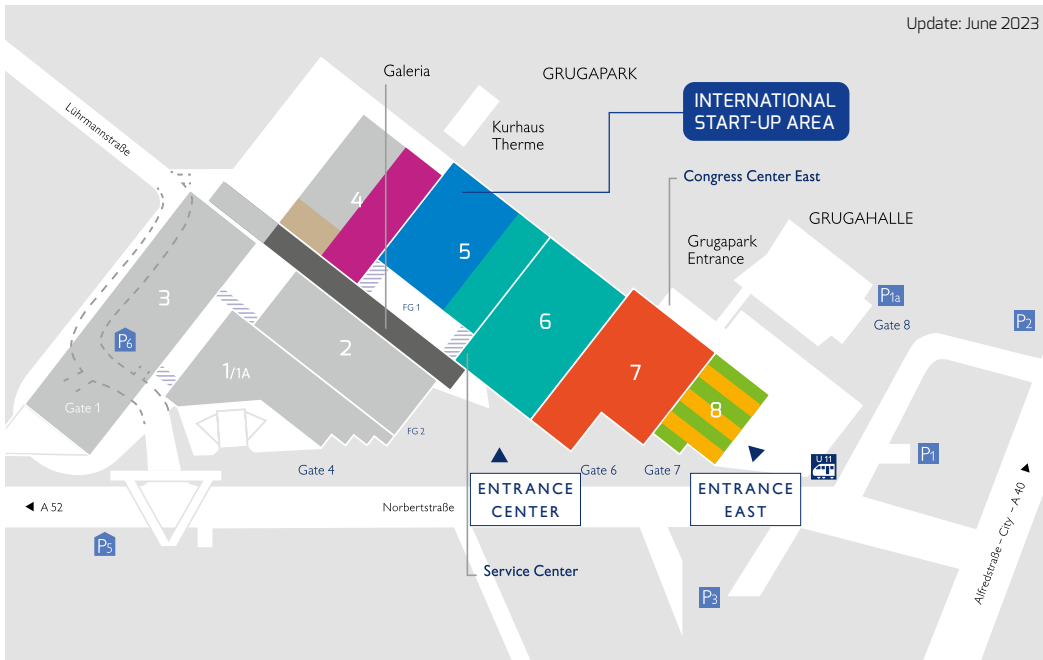 Update: June 2023
Galeria
GRUGAPARK
INTERNATIONAL
START-UP AREA
Lührmannstraße
Kurhaus
Therme
Congress Center East
4
GRUGAHALLE
Grugapark
Entrance
5
3
P1a
FG 1
6
Gate 8
P2
P6
2
1/1A
7
Gate 1
8
FG 2
P1
Gate 4
Gate 6
Gate 7
U 11
ENTRANCE
CENTER
ENTRANCE
EAST
A 52
Norbertstraße
Alfredstraße – City – A 40
P5
Service Center
P3